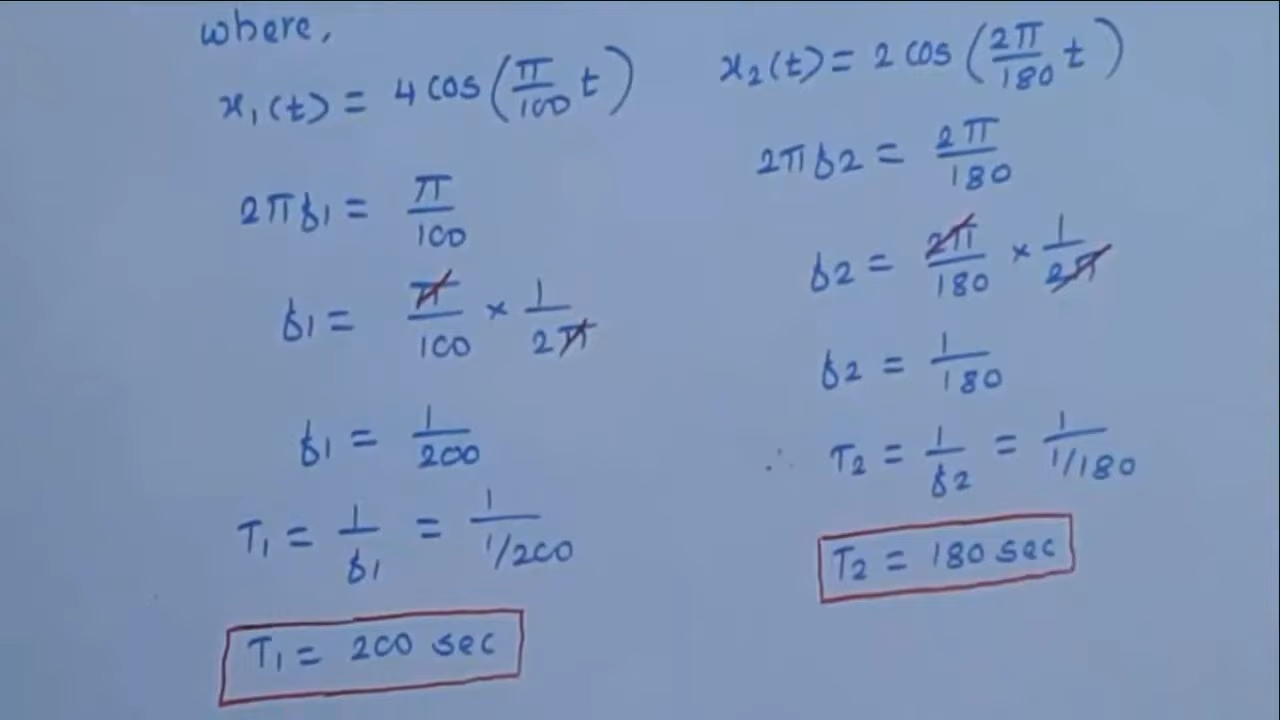 where,
x₁(t) = 4 cos(π/100 t)
2πf1 = π/100
f1 = π/100 × 1/2π
f1 = 1/200
T₁ = 1/f1 = 1/1/200
T₁ = 200 sec
x₂(t) = 2 cos(2π/180 t)
2πf2 = 2π/180
f2 = 2π/180 × 1/2π
f2 = 1/180
∴ T₂ = 1/f2 = 1/1/180
T₂ = 180 sec